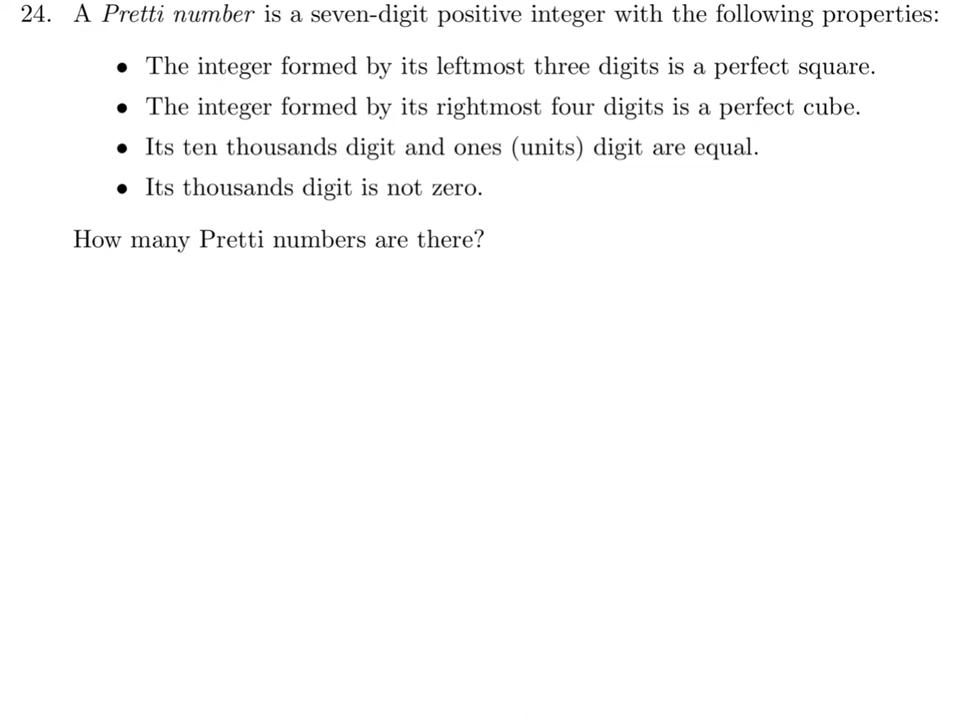 24. A Pretti number is a seven-digit positive integer with the following properties:
• The integer formed by its leftmost three digits is a perfect square.
• The integer formed by its rightmost four digits is a perfect cube.
• Its ten thousands digit and ones (units) digit are equal.
• Its thousands digit is not zero.
How many Pretti numbers are there?